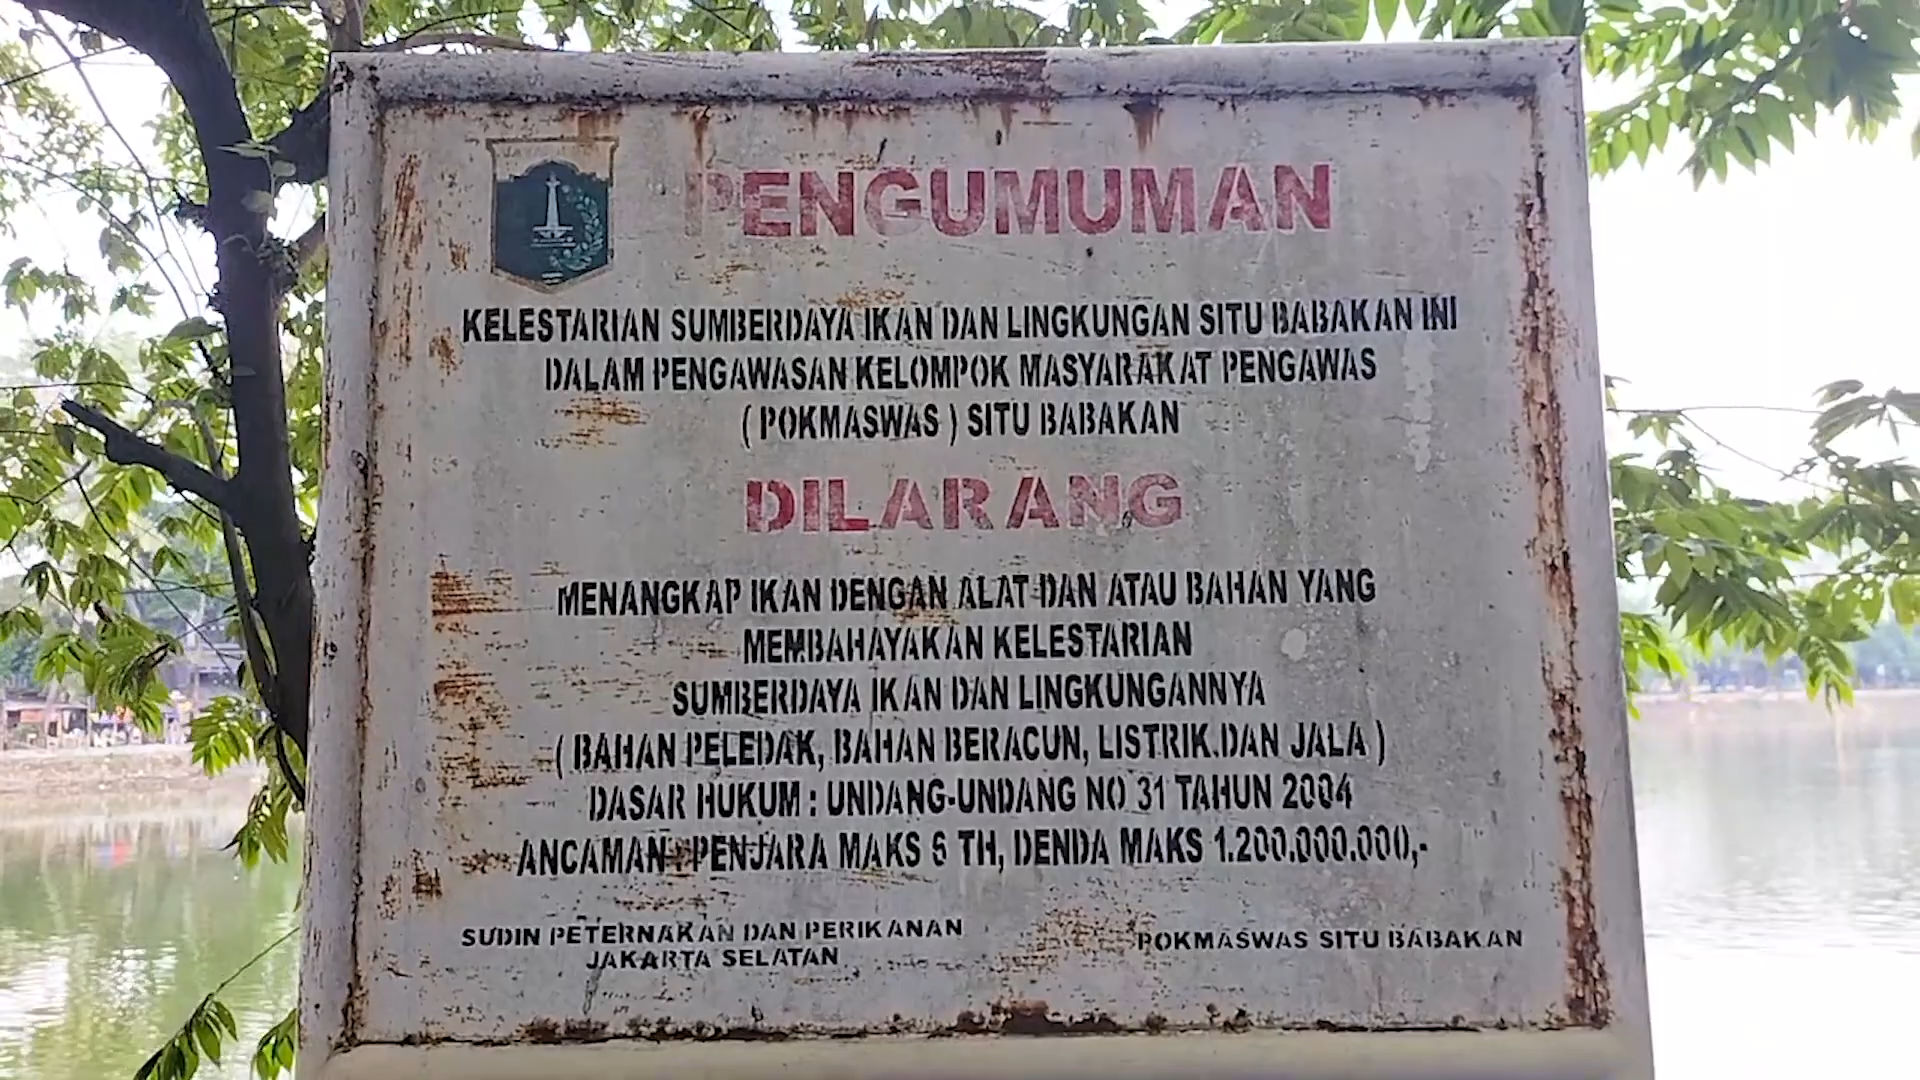 PENGUMUMAN
KELESTARIAN SUMBERDAYA IKAN DAN LINGKUNGAN SITU BABAKAN INI
DALAM PENGAWASAN KELOMPOK MASYARAKAT PENGAWAS
( POKMASWAS ) SITU BABAKAN
DILARANG
MENANGKAP IKAN DENGAN ALAT DAN ATAU BAHAN YANG
MEMBAHAYAKAN KELESTARIAN
SUMBERDAYA IKAN DAN LINGKUNGANNYA
( BAHAN PELEDAK, BAHAN BERACUN, LISTRIK.DAN JALA )
DASAR HUKUM : UNDANG-UNDANG NO 31 TAHUN 2004
ANCAMAN : PENJARA MAKS 6 TH, DENDA MAKS 1.200.000.000,-
SUDIN PETERNAKAN DAN PERIKANAN
JAKARTA SELATAN
POKMASWAS SITU BABAKAN